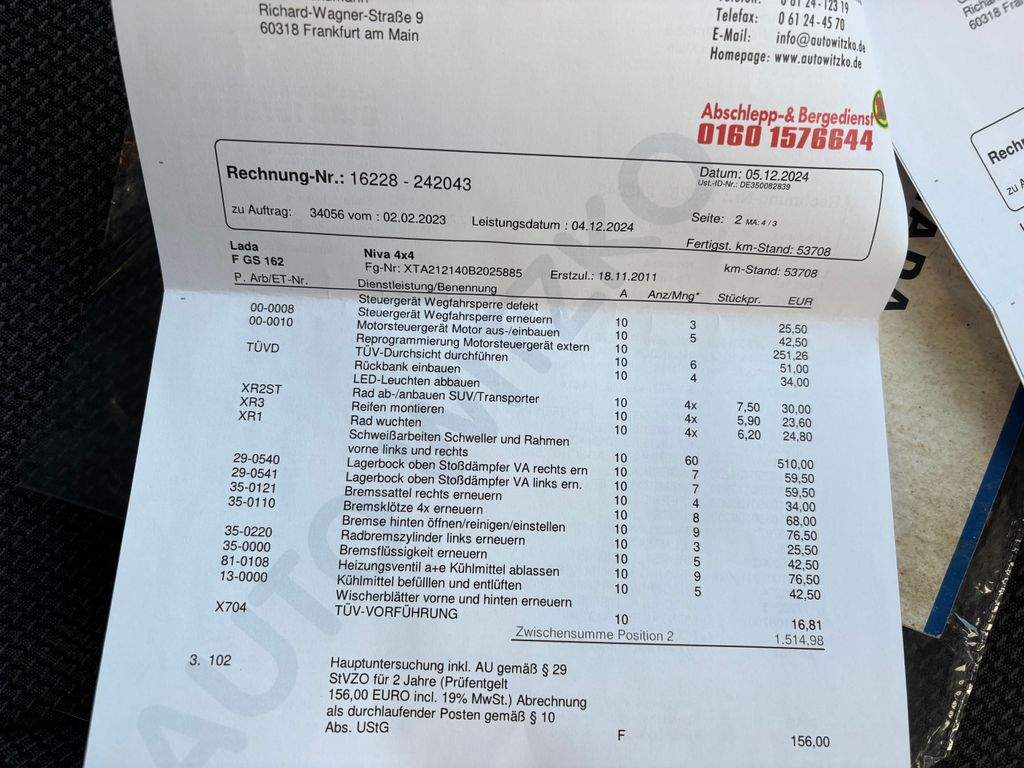 Richard-Wagner-Straße 9
60318 Frankfurt am Main
Telefax: 0 61 24-45 70
E-Mail: info@autowitzko.de
Homepage: www.autowitzko.de
Abschlepp-& Bergedienst
0160 1576644
Rechnung-Nr.: 16228 - 242043
Datum: 05.12.2024
Ust.-ID-Nr.: DE350082839
zu Auftrag: 34056 vom : 02.02.2023 Leistungsdatum : 04.12.2024 Seite: 2 MA: 4 / 3
Fertigst. km-Stand: 53708
Lada Niva 4x4
F GS 162 Fg-Nr: XTA212140B2025885 Erstzul.: 18.11.2011 km-Stand: 53708
P. Arb/ET-Nr. Dienstleistung/Benennung A Anz/Mng* Stückpr. EUR
Steuergerät Wegfahrsperre defekt
00-0008 Steuergerät Wegfahrsperre erneuern 10 3 25,50
00-0010 Motorsteuergerät Motor aus-/einbauen 10 5 42,50
Reprogrammierung Motorsteuergerät extern 10 251,26
TÜVD TÜV-Durchsicht durchführen 10 6 51,00
Rückbank einbauen 10 4 34,00
LED-Leuchten abbauen
XR2ST Rad ab-/anbauen SUV/Transporter 10 4x 7,50 30,00
XR3 Reifen montieren 10 4x 5,90 23,60
XR1 Rad wuchten 10 4x 6,20 24,80
Schweißarbeiten Schweller und Rahmen
vorne links und rechts 10 60 510,00
29-0540 Lagerbock oben Stoßdämpfer VA rechts ern 10 7 59,50
29-0541 Lagerbock oben Stoßdämpfer VA links ern. 10 7 59,50
35-0121 Bremssattel rechts erneuern 10 4 34,00
35-0110 Bremsklötze 4x erneuern 10 8 68,00
Bremse hinten öffnen/reinigen/einstellen 10 9 76,50
35-0220 Radbremszylinder links erneuern 10 3 25,50
35-0000 Bremsflüssigkeit erneuern 10 5 42,50
81-0108 Heizungsventil a+e Kühlmittel ablassen 10 9 76,50
13-0000 Kühlmittel befülllen und entlüften 10 5 42,50
Wischerblätter vorne und hinten erneuern
X704 TÜV-VORFÜHRUNG 10 16,81
Zwischensumme Position 2 1.514,98
3. 102 Hauptuntersuchung inkl. AU gemäß § 29
StVZO für 2 Jahre (Prüfentgelt
156,00 EURO incl. 19% MwSt.) Abrechnung
als durchlaufender Posten gemäß § 10
Abs. UStG F 156,00
AUTO WITZKO
60318